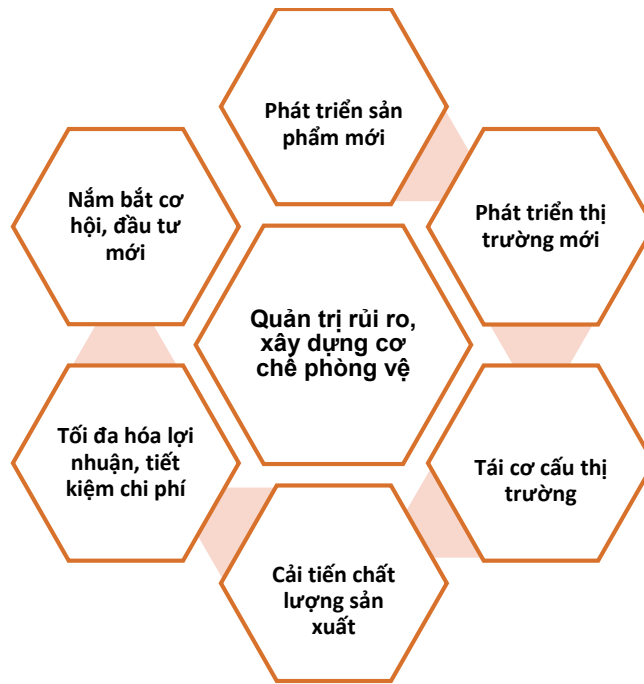 Phát triển sản
phẩm mới
Nắm bắt cơ
hội, đầu tư
mới
Phát triển thị
trường mới
Quản trị rủi ro,
xây dựng cơ
chế phòng vệ
Tối đa hóa lợi
nhuận, tiết
kiệm chi phí
Tái cơ cấu thị
trường
Cải tiến chất
lượng sản
xuất